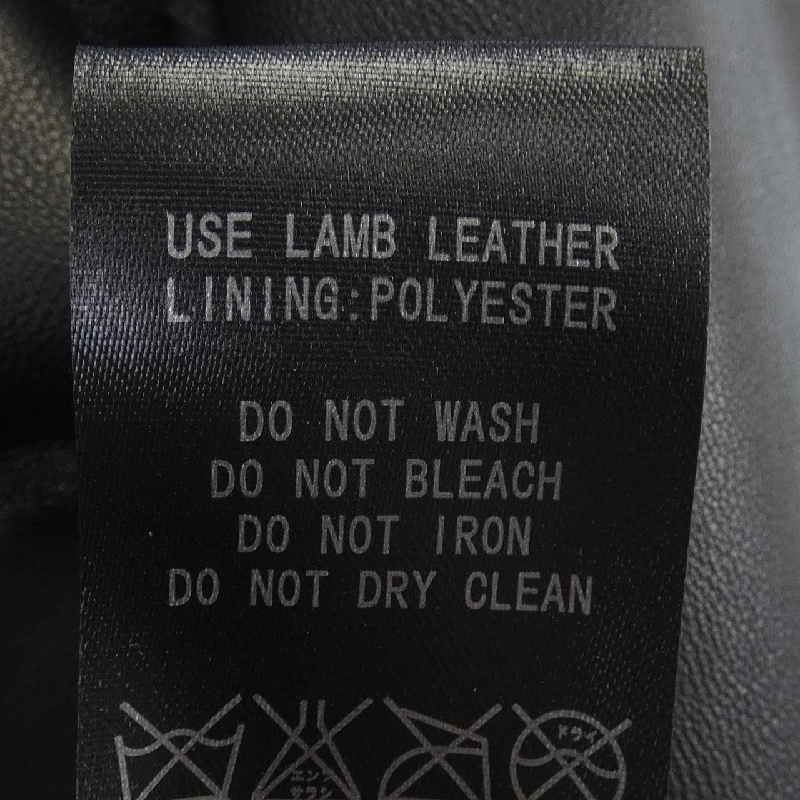 USE LAMB LEATHER
LINING:POLYESTER
DO NOT WASH
DO NOT BLEACH
DO NOT IRON
DO NOT DRY CLEAN
ドライ
エンソ
サラシ